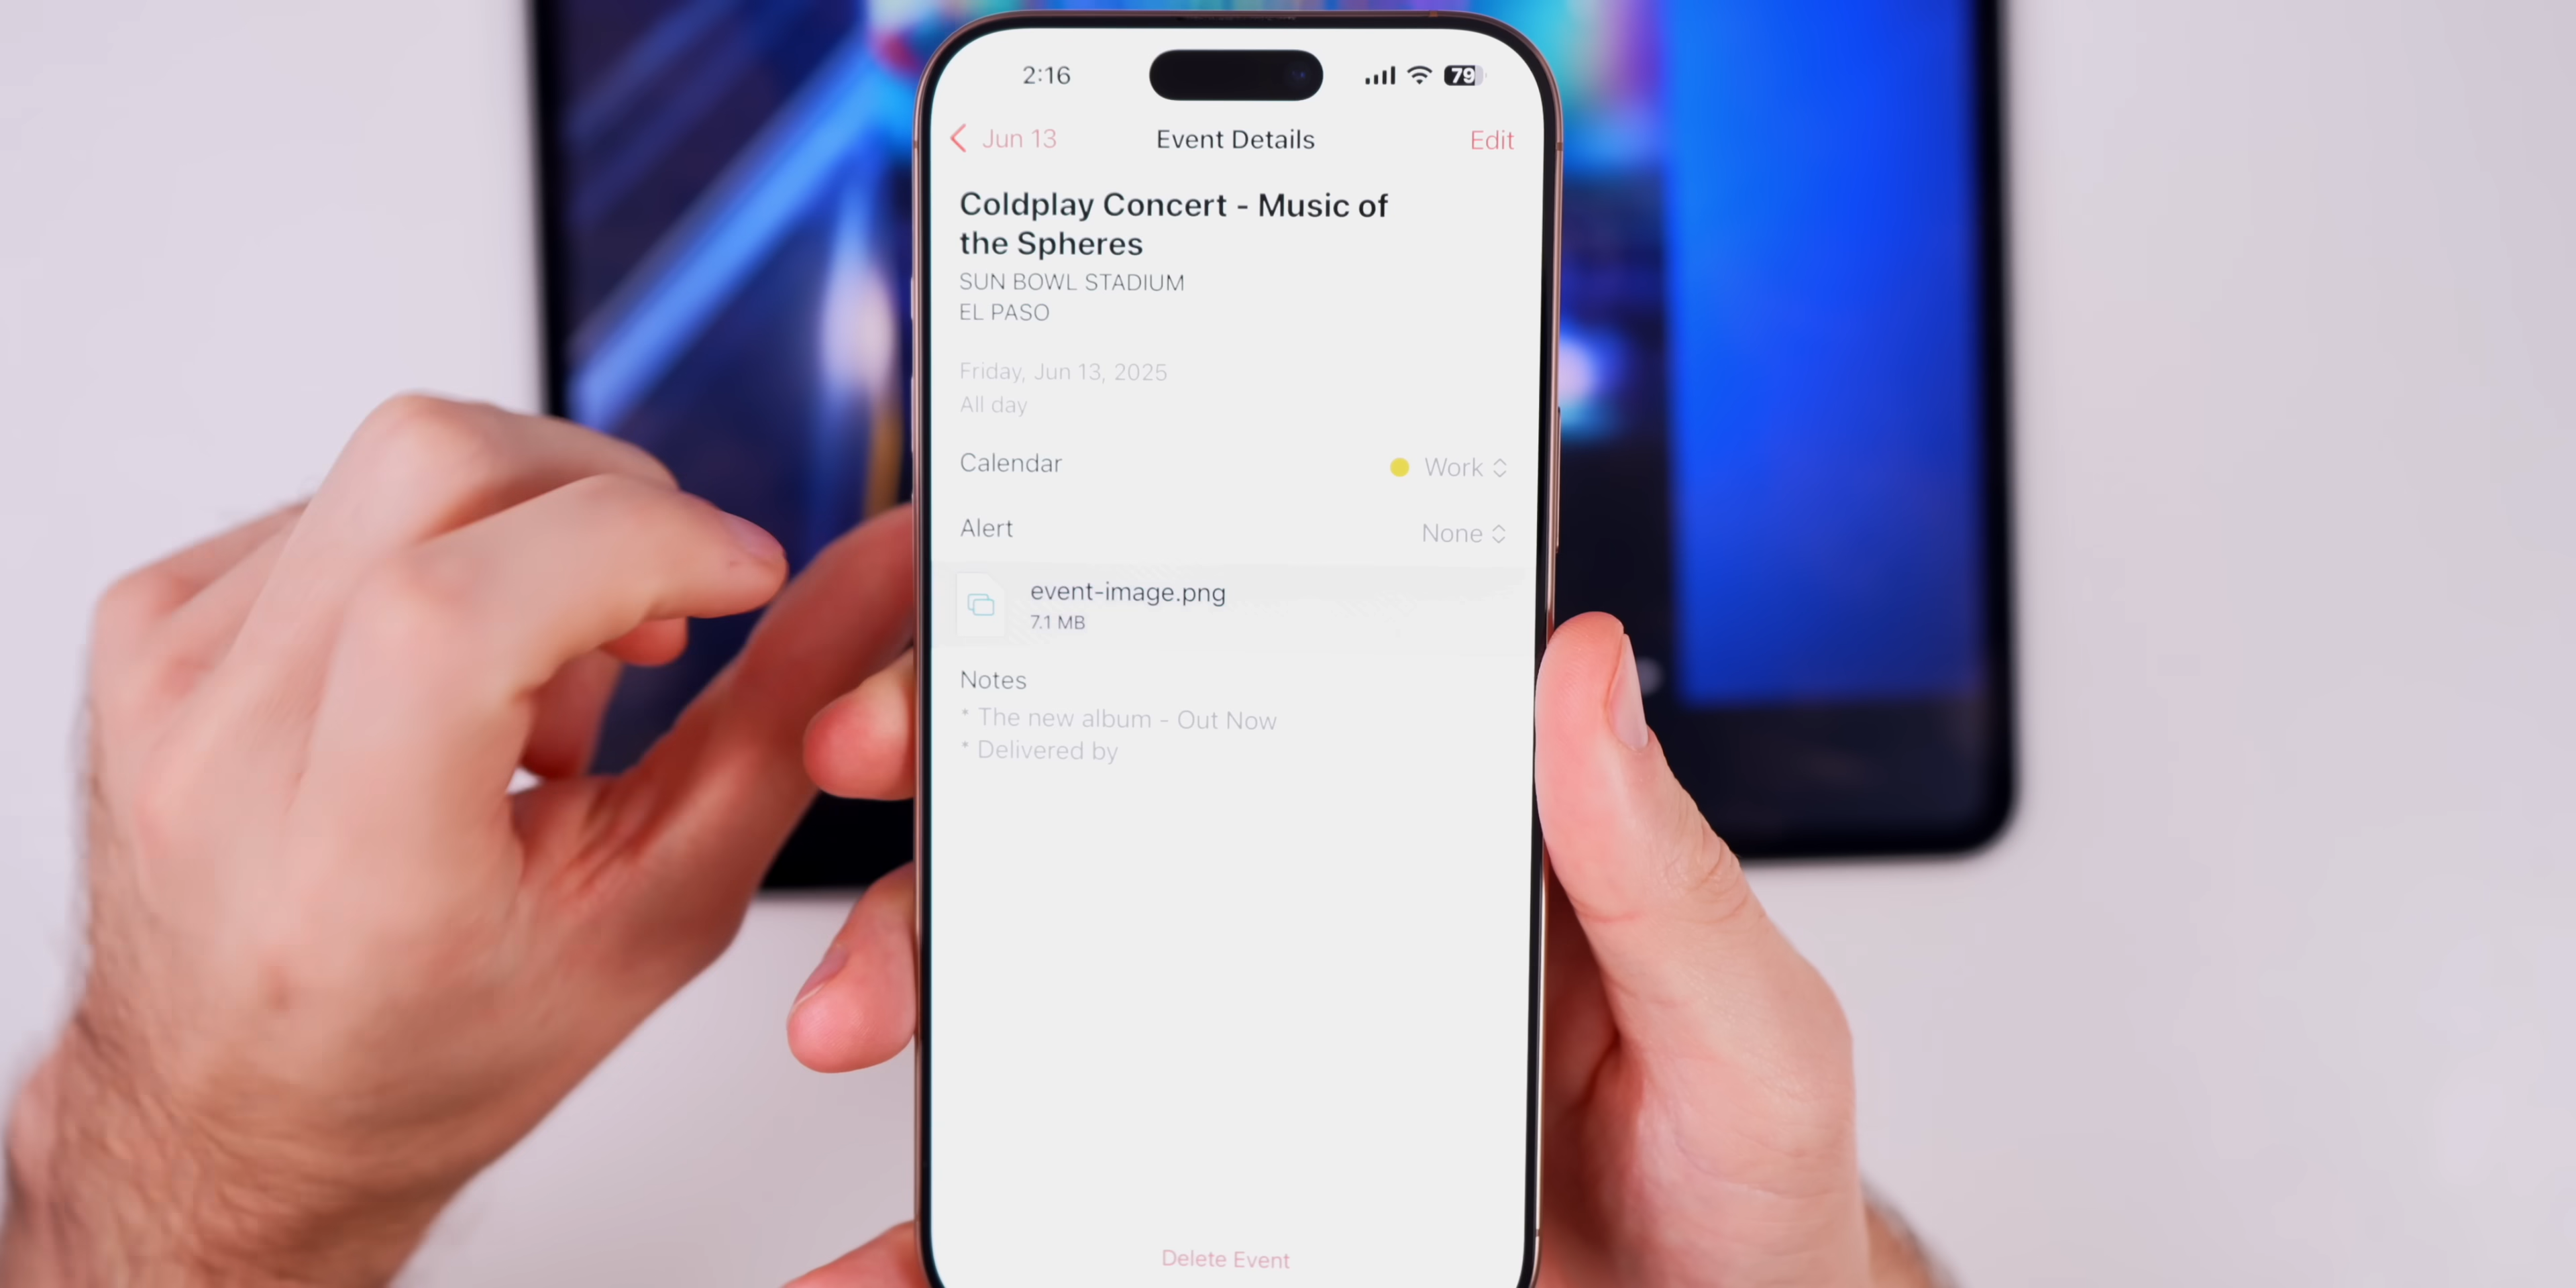 2:16
79
Jun 13
Event Details
Edit
Coldplay Concert - Music of
the Spheres
SUN BOWL STADIUM
EL PASO
Friday, Jun 13, 2025
All day
Calendar
Work
Alert
None
event-image.png
7.1 MB
Notes
* The new album - Out Now
* Delivered by
Delete Event